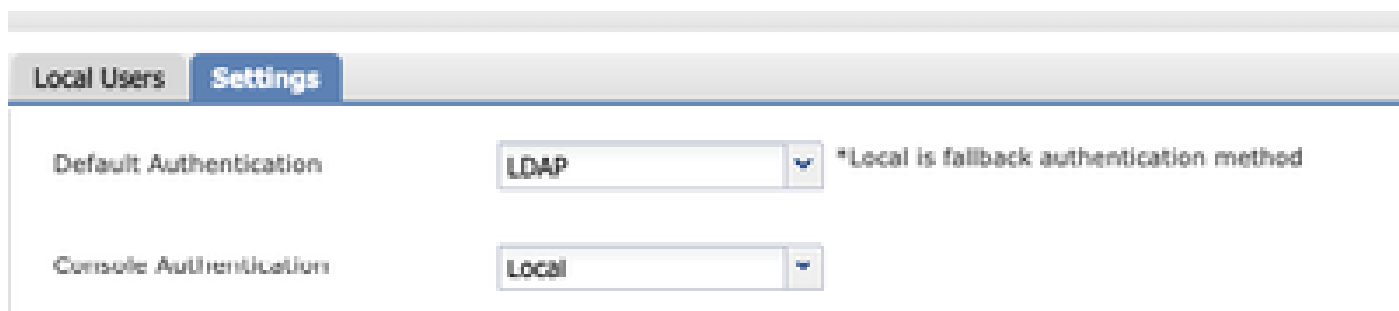 Local Users Settings
Default Authentication LDAP *Local is fallback authentication method
Console Authentication Local